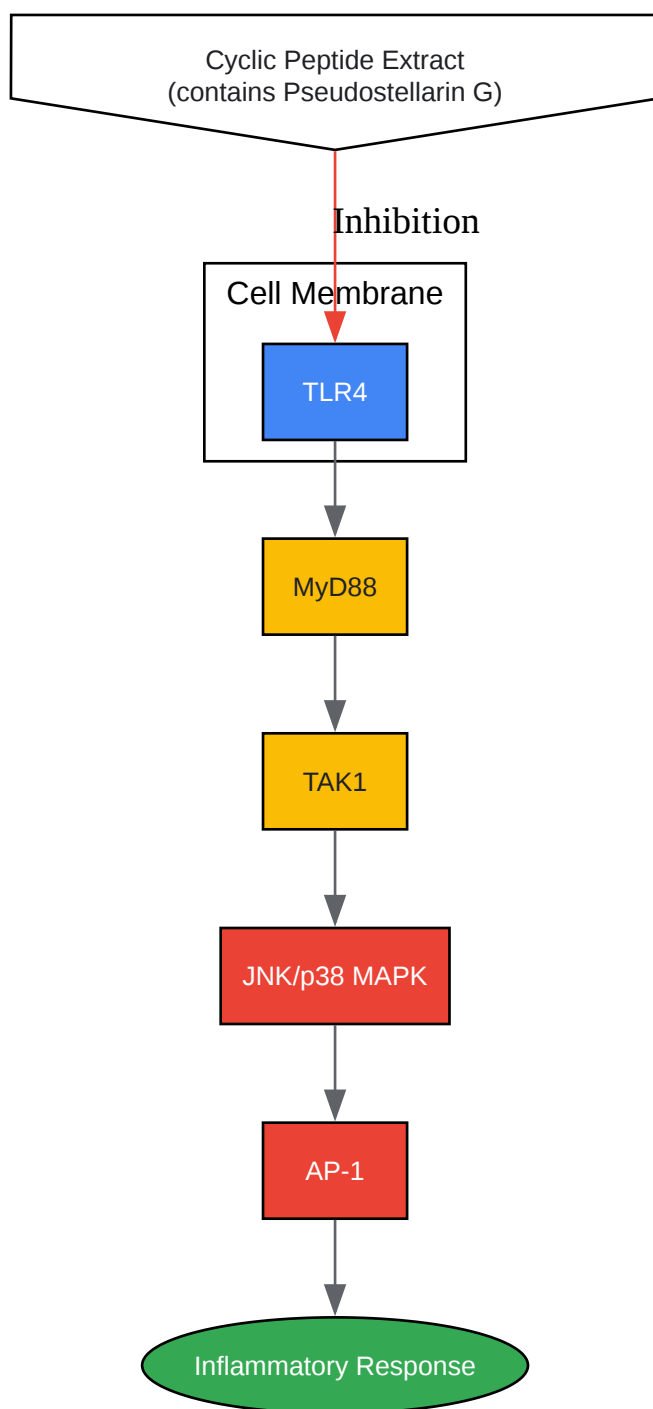 Cyclic Peptide Extract
(contains Pseudostellarin G)
Inhibition
Cell Membrane
TLR4
MyD88
TAK1
JNK/p38 MAPK
AP-1
Inflammatory Response